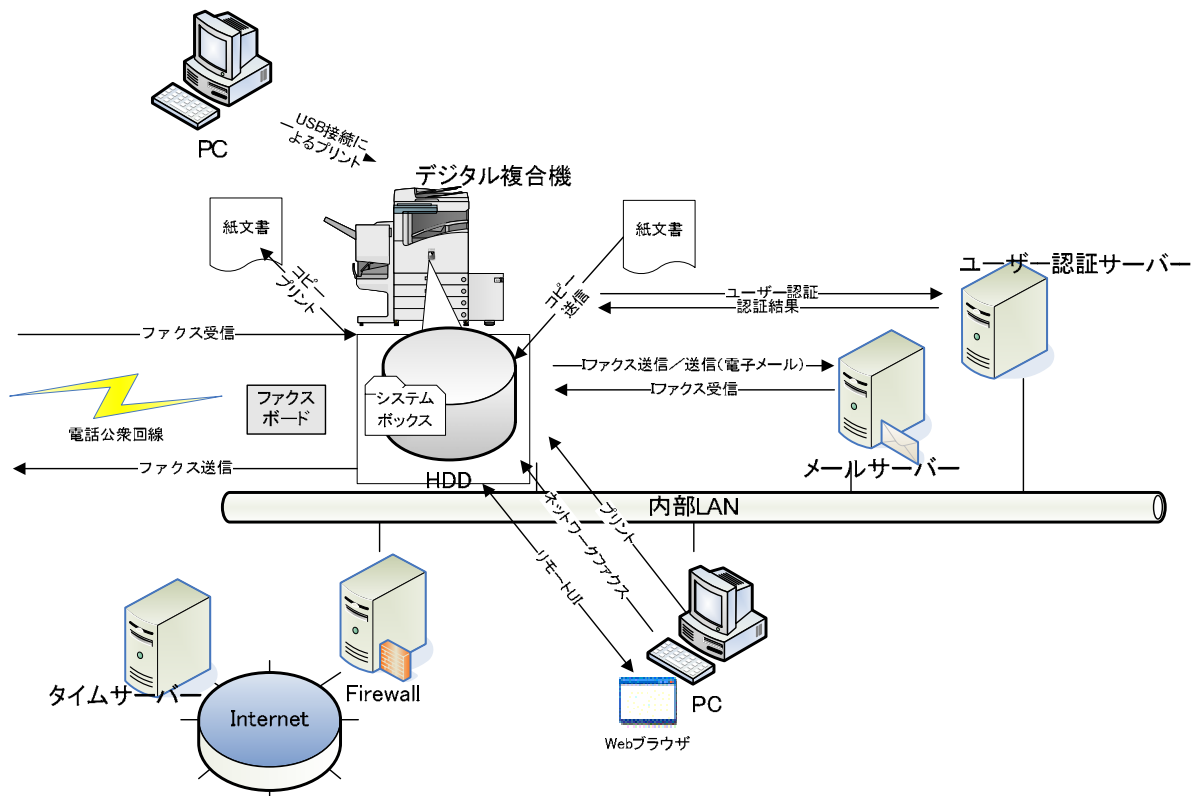 PC
USB接続に
よるプリント
デジタル複合機
紙文書
紙文書
コピー
プリント
コピー
送信
ユーザー認証サーバー
ユーザー認証
認証結果
ファクス受信
Iファクス送信／送信(電子メール)
Iファクス受信
ファクス
ボード
システム
ボックス
電話公衆回線
ファクス送信
HDD
メールサーバー
内部LAN
プリント
ネットワークファクス
リモートUI
タイムサーバー
Internet
Firewall
PC
Webブラウザ